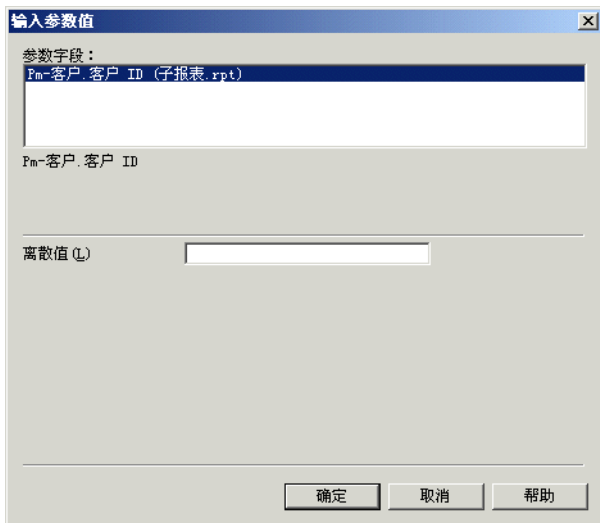 输入参数值
参数字段：
Pm-客户.客户 ID (子报表.rpt)
Pm-客户.客户 ID
离散值(L)
确定 取消 帮助